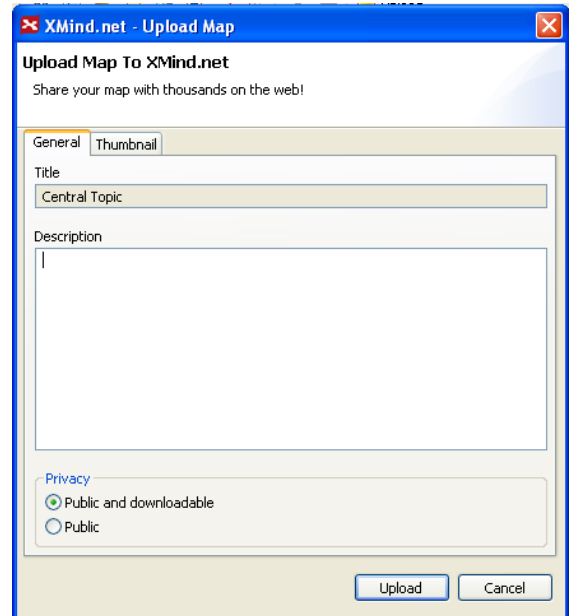 XMind.net - Upload Map
Upload Map To XMind.net
Share your map with thousands on the web!
General Thumbnail
Title
Central Topic
Description
Privacy
Public and downloadable
Public
Upload Cancel